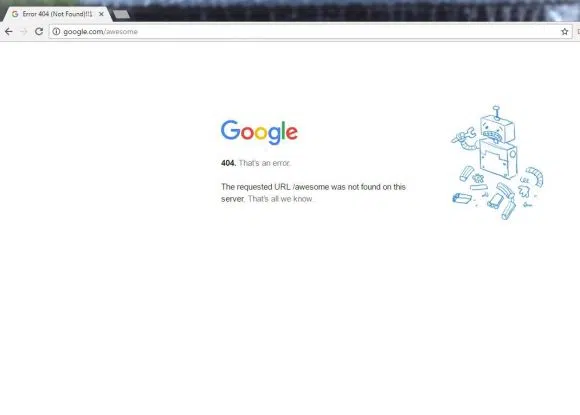 Error 404 (Not Found)!!1
google.com/awesome
Google
404. That's an error.
The requested URL /awesome was not found on this
server. That's all we know.